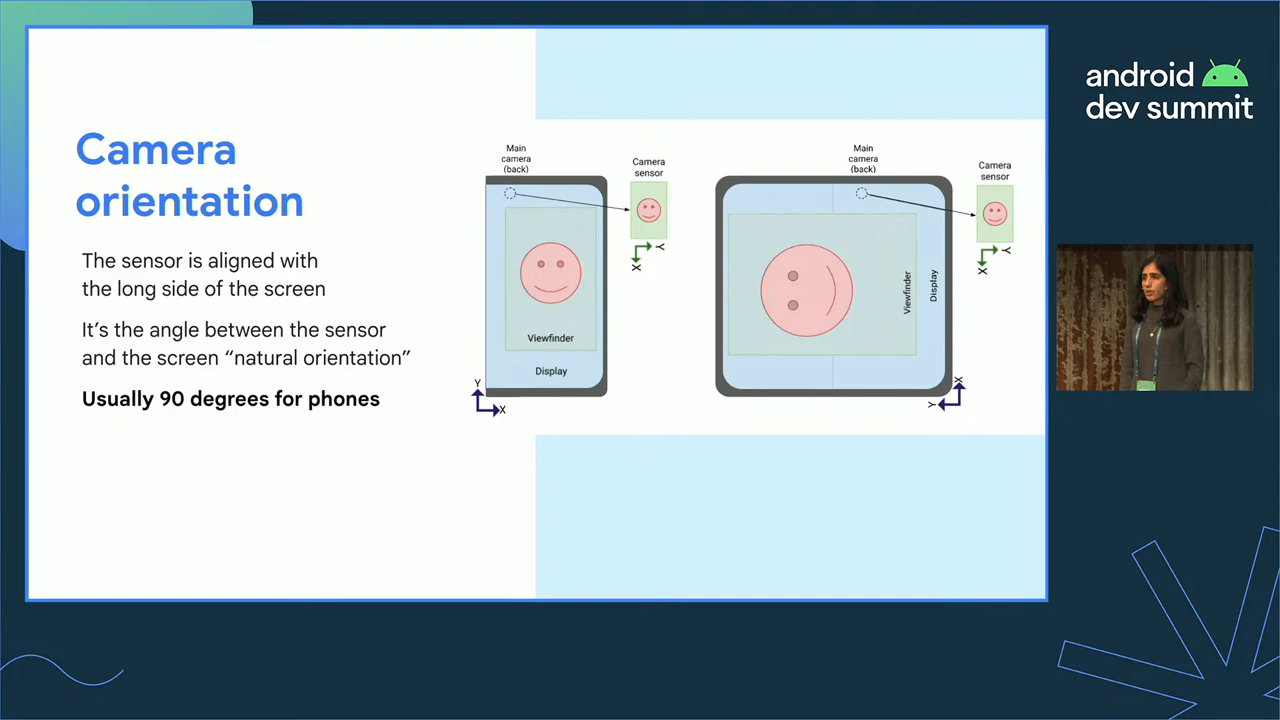 android
dev summit
Camera
orientation
The sensor is aligned with
the long side of the screen
It's the angle between the sensor
and the screen “natural orientation”
Usually 90 degrees for phones
Main
camera
(back)
Camera
sensor
Y
X
Viewfinder
Display
Y
X
Main
camera
(back)
Camera
sensor
Y
X
Viewfinder
Display
X
Y